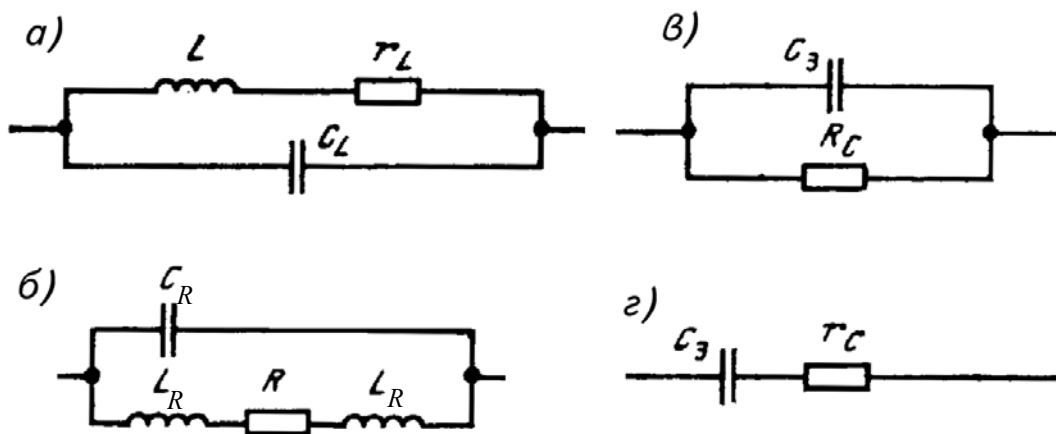 а)
L r_L
C_L
в)
C_э
R_C
б)
C_R
L_R R L_R
г)
C_э r_C